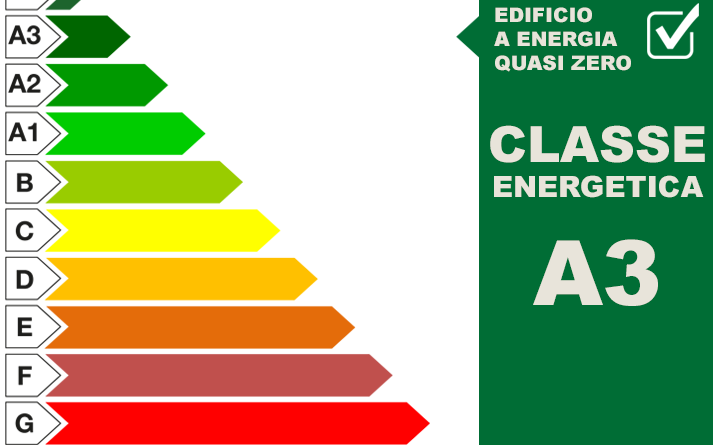 A3
A2
A1
B
C
D
E
F
G
EDIFICIO
A ENERGIA
QUASI ZERO
CLASSE
ENERGETICA
A3